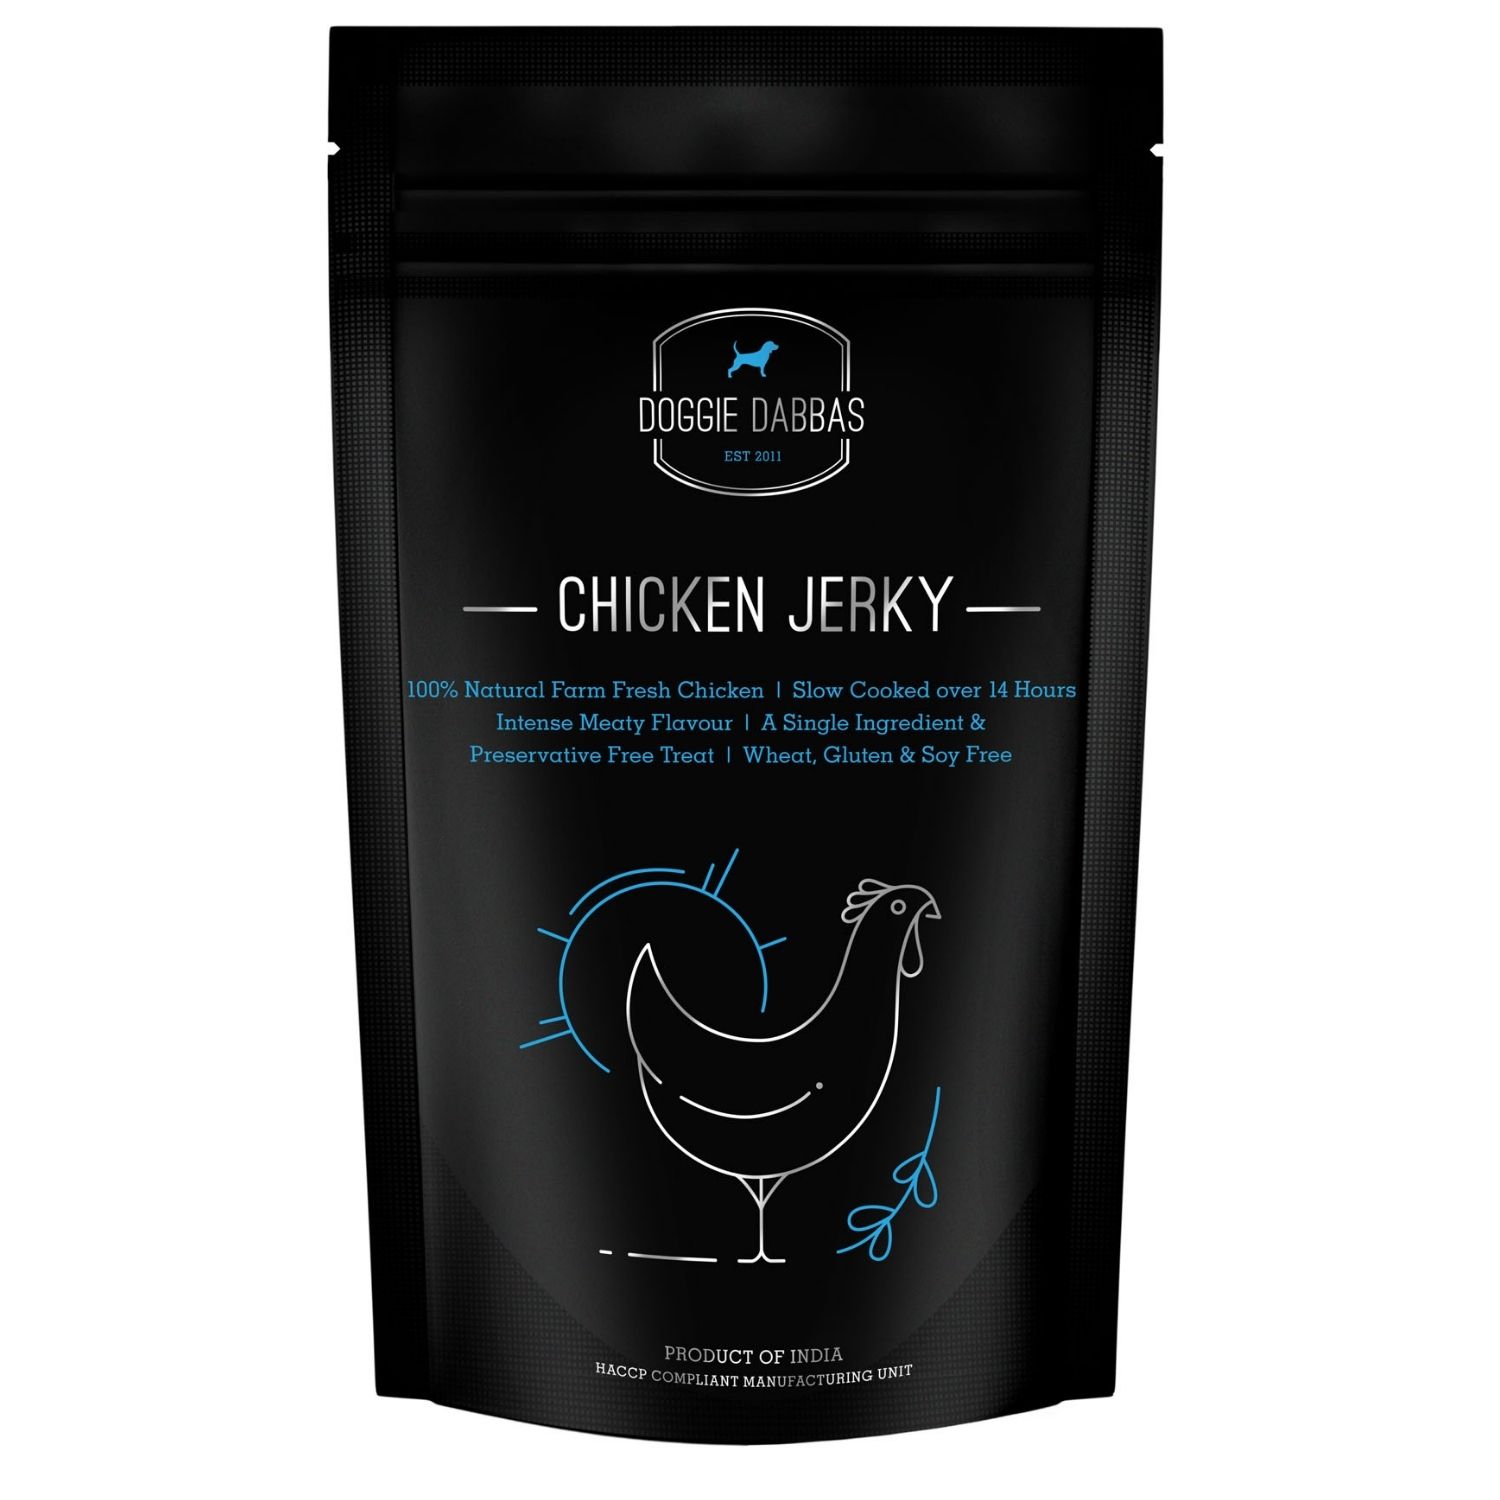 DOGGIE DABBAS
EST 2011
CHICKEN JERKY
100% Natural Farm Fresh Chicken | Slow Cooked over 14 Hours
Intense Meaty Flavour | A Single Ingredient &
Preservative Free Treat | Wheat, Gluten & Soy Free
PRODUCT OF INDIA
HACCP COMPLIANT MANUFACTURING UNIT